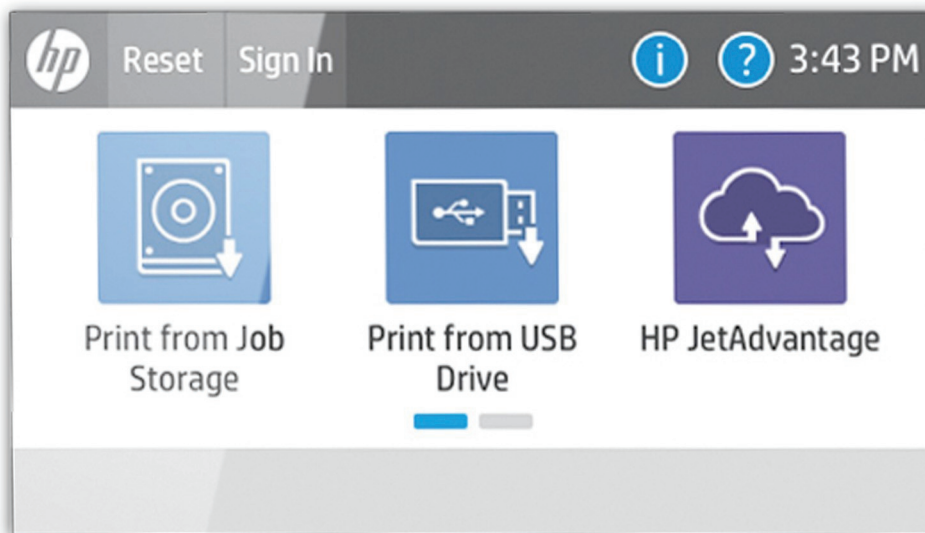 hp Reset Sign In i ? 3:43 PM
Print from Job
Storage
Print from USB
Drive
HP JetAdvantage